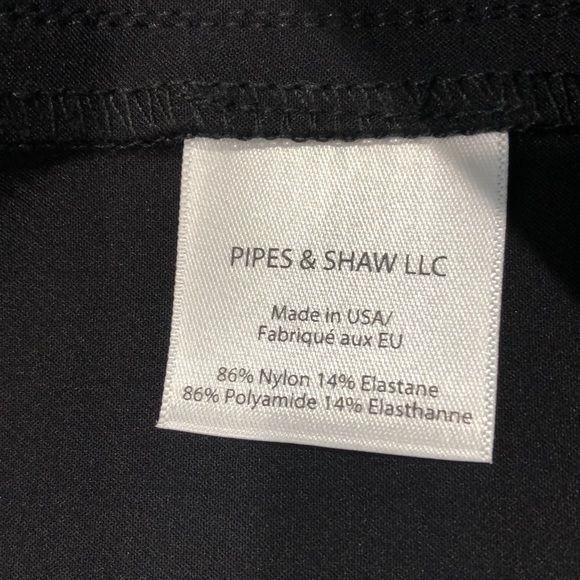 PIPES & SHAW LLC
Made in USA/
Fabriqué aux EU
86% Nylon 14% Elastane
86% Polyamide 14% Elasthanne